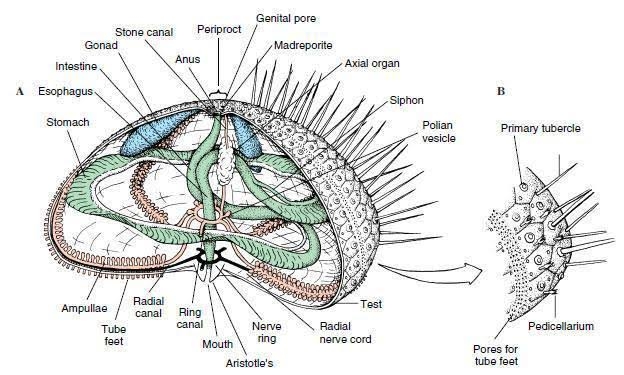 Genital pore
Periproct
Stone canal
Madreporite
Gonad
Anus
Axial organ
Intestine
A
Esophagus
B
Siphon
Stomach
Polian
vesicle
Primary tubercle
Test
Ampullae
Radial
canal
Ring
canal
Tube
feet
Nerve
ring
Radial
nerve cord
Mouth
Aristotle's
Pedicellarium
Pores for
tube feet